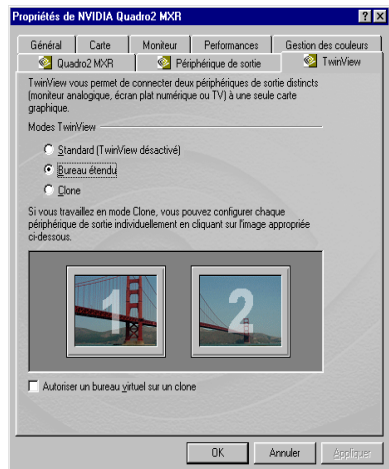 Propriétés de NVIDIA Quadro2 MXR
Général Carte Moniteur Performances Gestion des couleurs
Quadro2 MXR Périphérique de sortie TwinView
TwinView vous permet de connecter deux périphériques de sortie distincts
(moniteur analogique, écran plat numérique ou TV) à une seule carte
graphique.
Modes TwinView
Standard (TwinView désactivé)
Bureau étendu
Clone
Si vous travaillez en mode Clone, vous pouvez configurer chaque
périphérique de sortie individuellement en cliquant sur l'image appropriée
ci-dessous.
1 2
Autoriser un bureau virtuel sur un clone
OK Annuler Appliquer